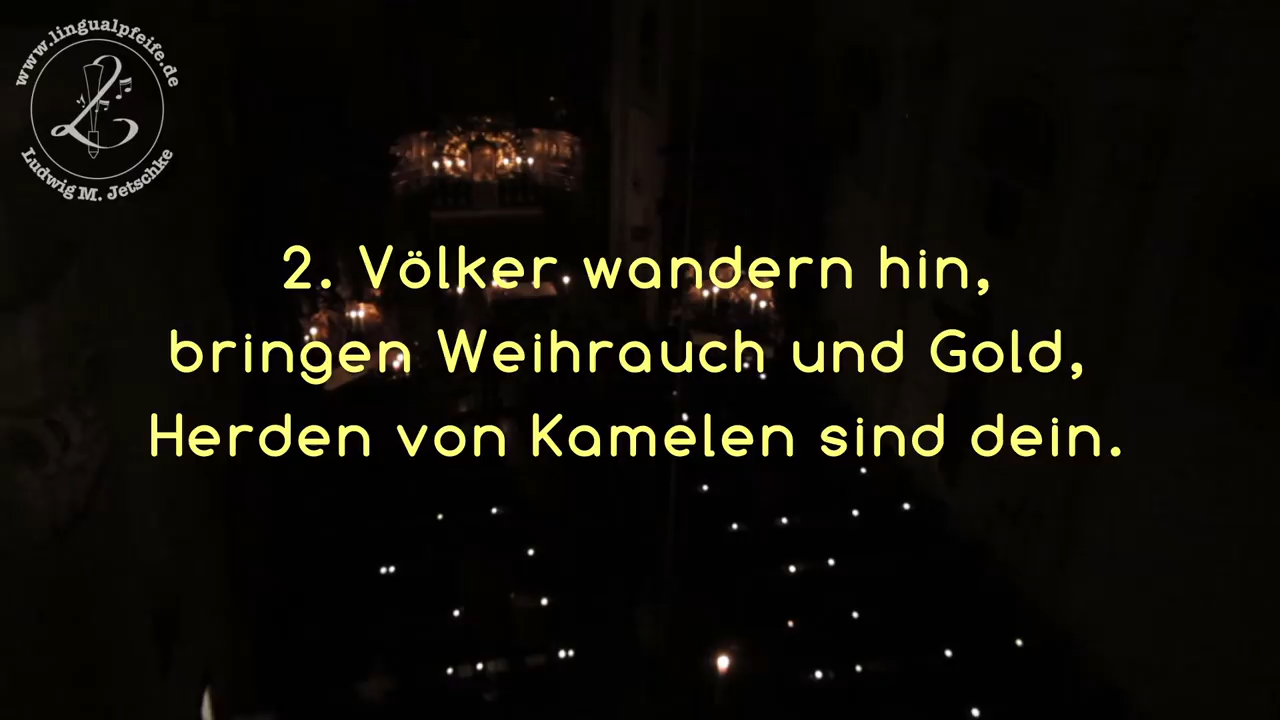 www.lingualpfeife.de
Ludwig M. Jetschke
2. Völker wandern hin,
bringen Weihrauch und Gold,
Herden von Kamelen sind dein.